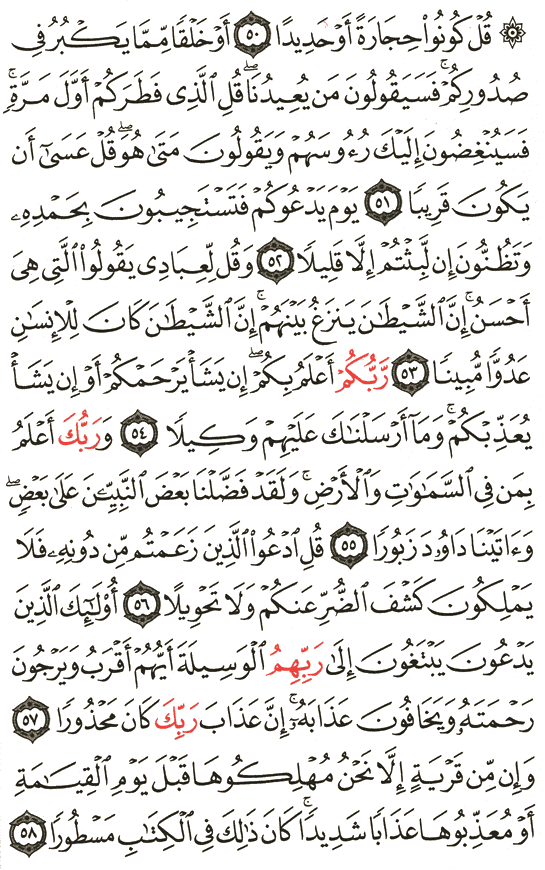 ۞ قُلۡ كُونُواْ حِجَارَةً أَوۡ حَدِيدًا ٥٠ أَوۡ خَلۡقٗا مِّمَّا يَكۡبُرُ فِي
صُدُورِكُمۡۚ فَسَيَقُولُونَ مَن يُعِيدُنَاۖ قُلِ ٱلَّذِي فَطَرَكُمۡ أَوَّلَ مَرَّةٖۚ
فَسَيُنۡغِضُونَ إِلَيۡكَ رُءُوسَهُمۡ وَيَقُولُونَ مَتَىٰ هُوَۖ قُلۡ عَسَىٰٓ أَن
يَكُونَ قَرِيبٗا ٥١ يَوۡمَ يَدۡعُوكُمۡ فَتَسۡتَجِيبُونَ بِحَمۡدِهِۦ
وَتَظُنُّونَ إِن لَّبِثۡتُمۡ إِلَّا قَلِيلٗا ٥٢ وَقُل لِّعِبَادِي يَقُولُواْ ٱلَّتِي هِيَ
أَحۡسَنُۚ إِنَّ ٱلشَّيۡطَٰنَ يَنزَغُ بَيۡنَهُمۡۚ إِنَّ ٱلشَّيۡطَٰنَ كَانَ لِلۡإِنسَٰنِ
عَدُوّٗا مُّبِينٗا ٥٣ رَّبُّكُمۡ أَعۡلَمُ بِكُمۡۖ إِن يَشَأۡ يَرۡحَمۡكُمۡ أَوۡ إِن يَشَأۡ
يُعَذِّبۡكُمۡۚ وَمَآ أَرۡسَلۡنَٰكَ عَلَيۡهِمۡ وَكِيلٗا ٥٤ وَرَبُّكَ أَعۡلَمُ
بِمَن فِي ٱلسَّمَٰوَٰتِ وَٱلۡأَرۡضِۗ وَلَقَدۡ فَضَّلۡنَا بَعۡضَ ٱلنَّبِيِّـۧنَ عَلَىٰ بَعۡضٖۖ
وَءَاتَيۡنَا دَاوُۥدَ زَبُورٗا ٥٥ قُلِ ٱدۡعُواْ ٱلَّذِينَ زَعَمۡتُم مِّن دُونِهِۦ فَلَا
يَمۡلِكُونَ كَشۡفَ ٱلضُّرِّ عَنكُمۡ وَلَا تَحۡوِيلًا ٥٦ أُوْلَٰٓئِكَ ٱلَّذِينَ
يَدۡعُونَ يَبۡتَغُونَ إِلَىٰ رَبِّهِمُ ٱلۡوَسِيلَةَ أَيُّهُمۡ أَقۡرَبُ وَيَرۡجُونَ
رَحۡمَتَهُۥ وَيَخَافُونَ عَذَابَهُۥٓۚ إِنَّ عَذَابَ رَبِّكَ كَانَ مَحۡذُورٗا ٥٧
وَإِن مِّن قَرۡيَةٍ إِلَّا نَحۡنُ مُهۡلِكُوهَا قَبۡلَ يَوۡمِ ٱلۡقِيَٰمَةِ
أَوۡ مُعَذِّبُوهَا عَذَابٗا شَدِيدٗاۚ كَانَ ذَٰلِكَ فِي ٱلۡكِتَٰبِ مَسۡطُورٗا ٥٨